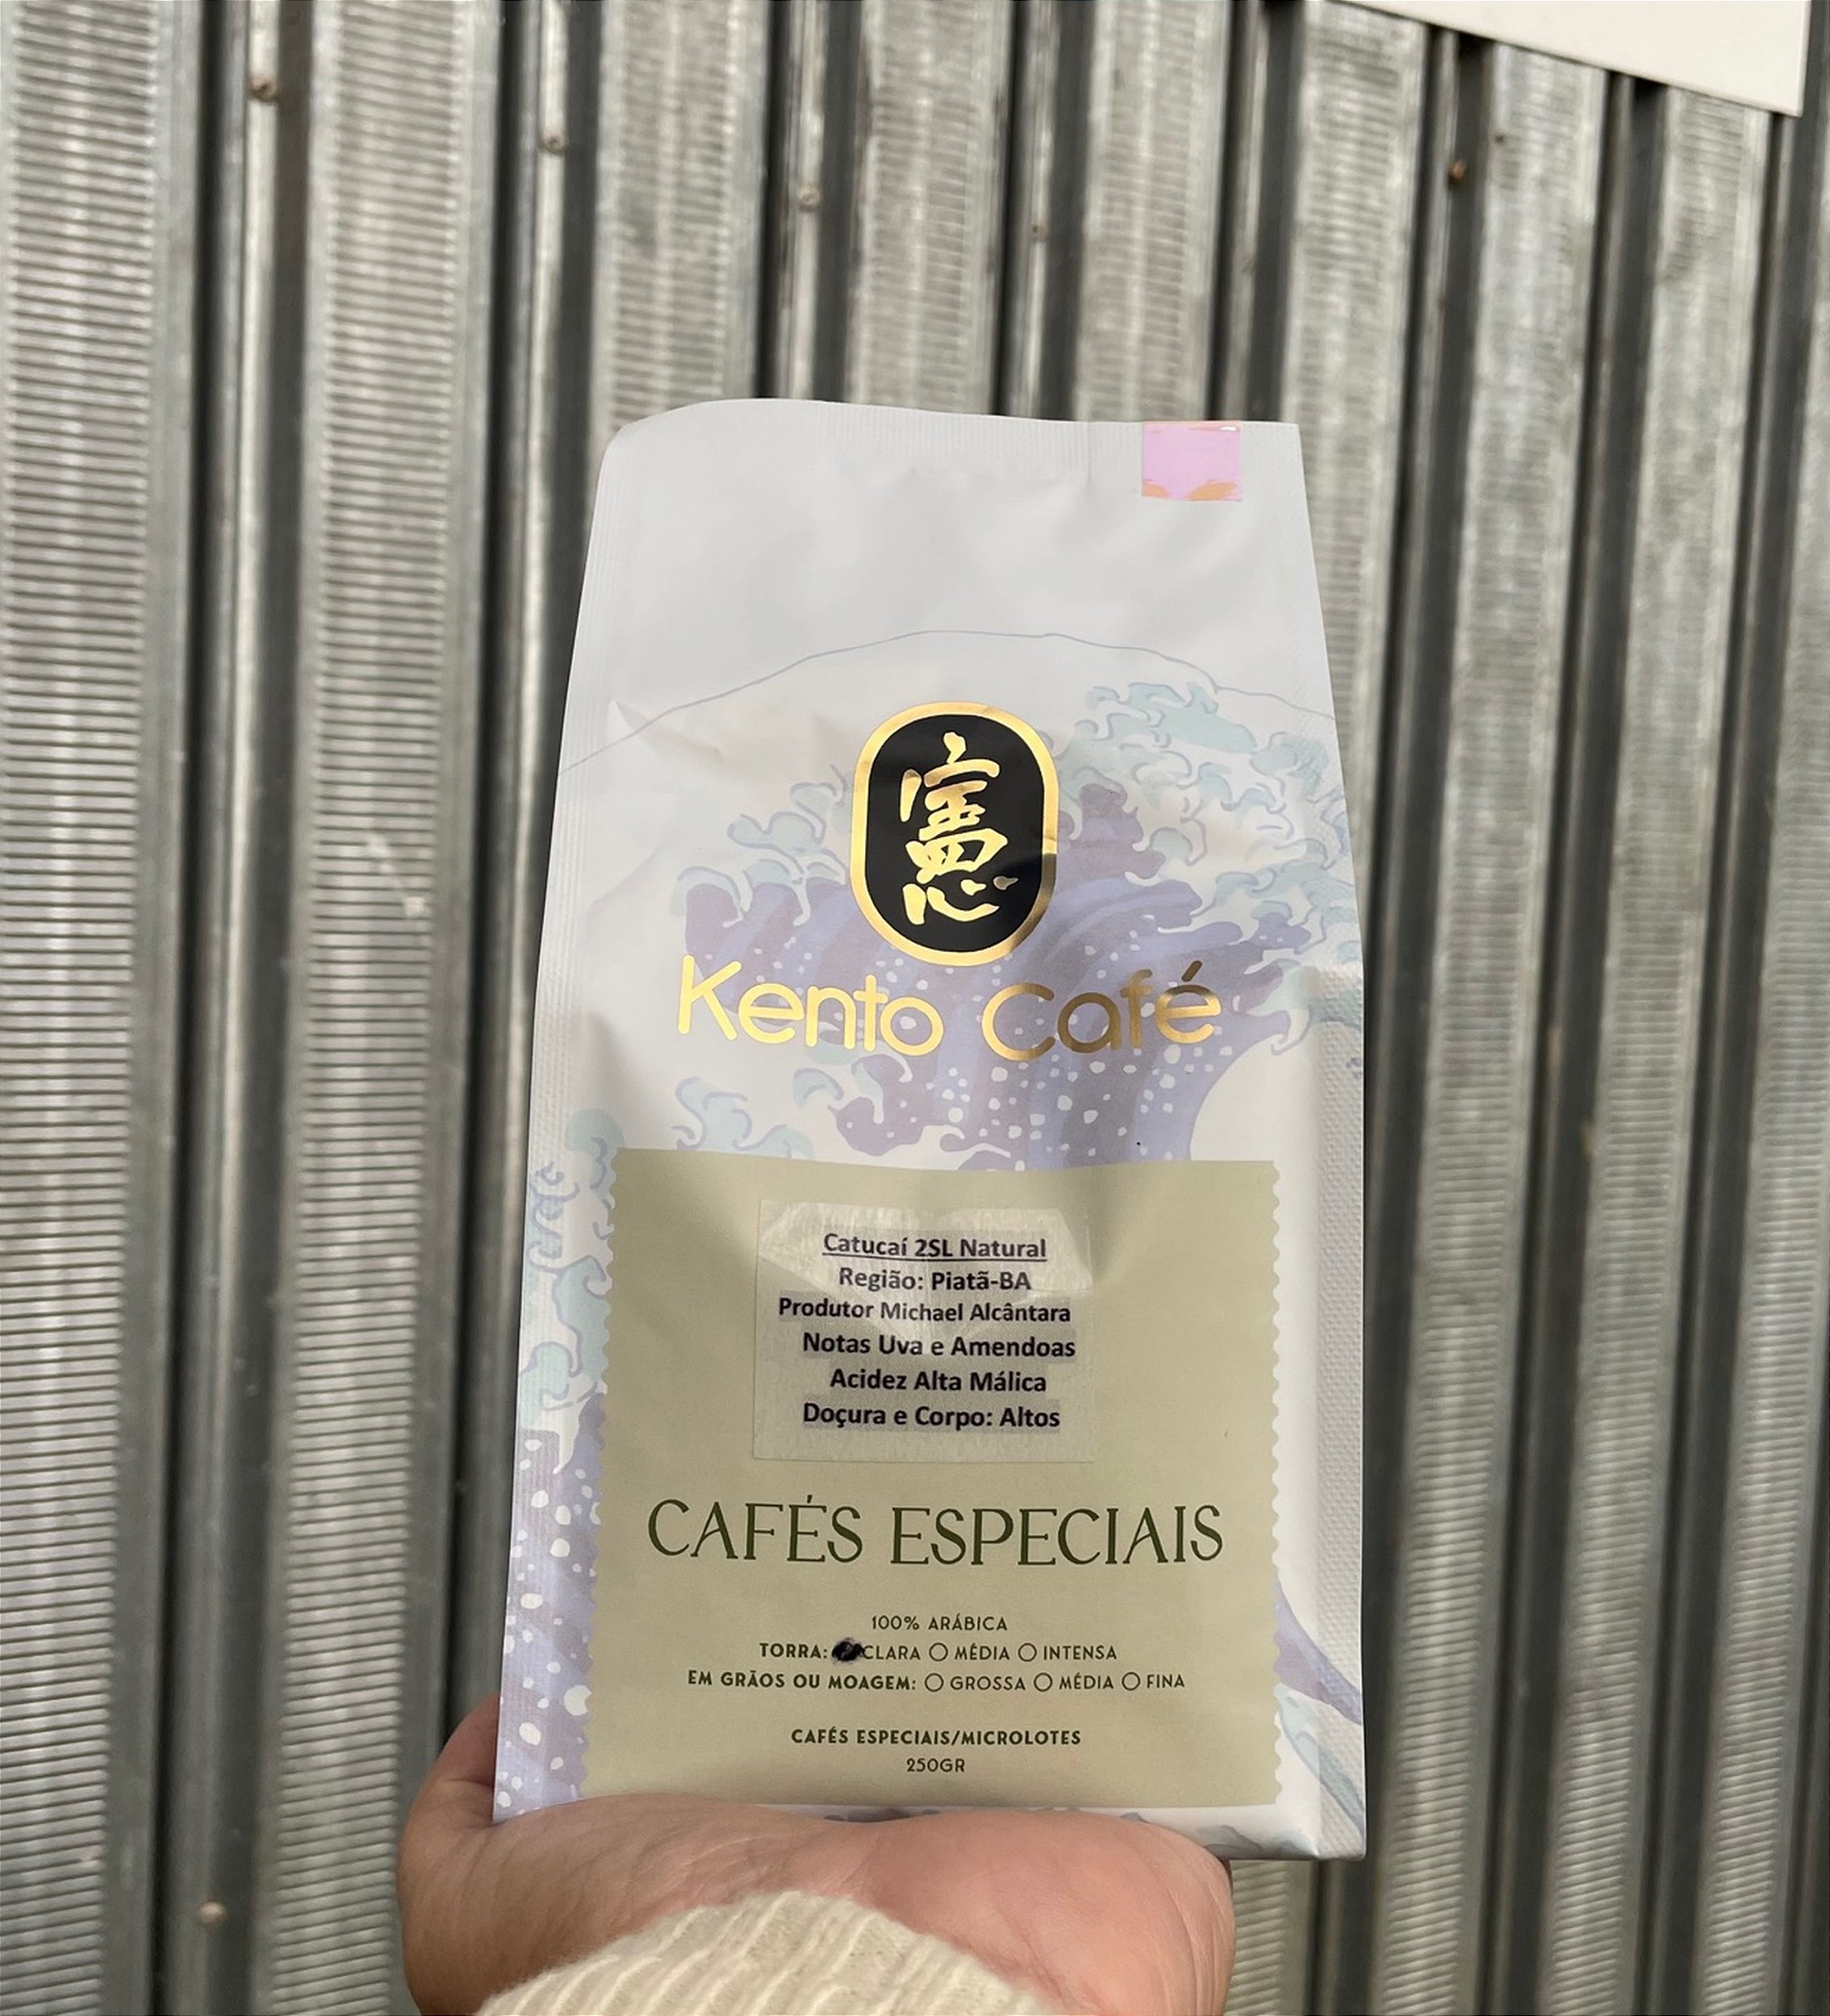 憲
Kento Café
Catucaí 2SL Natural
Região: Piatã-BA
Produtor Michael Alcântara
Notas Uva e Amendoas
Acidez Alta Málica
Doçura e Corpo: Altos
CAFÉS ESPECIAIS
100% ARÁBICA
TORRA: CLARA MÉDIA INTENSA
EM GRÃOS OU MOAGEM: GROSSA MÉDIA FINA
CAFÉS ESPECIAIS/MICROLOTES
250GR